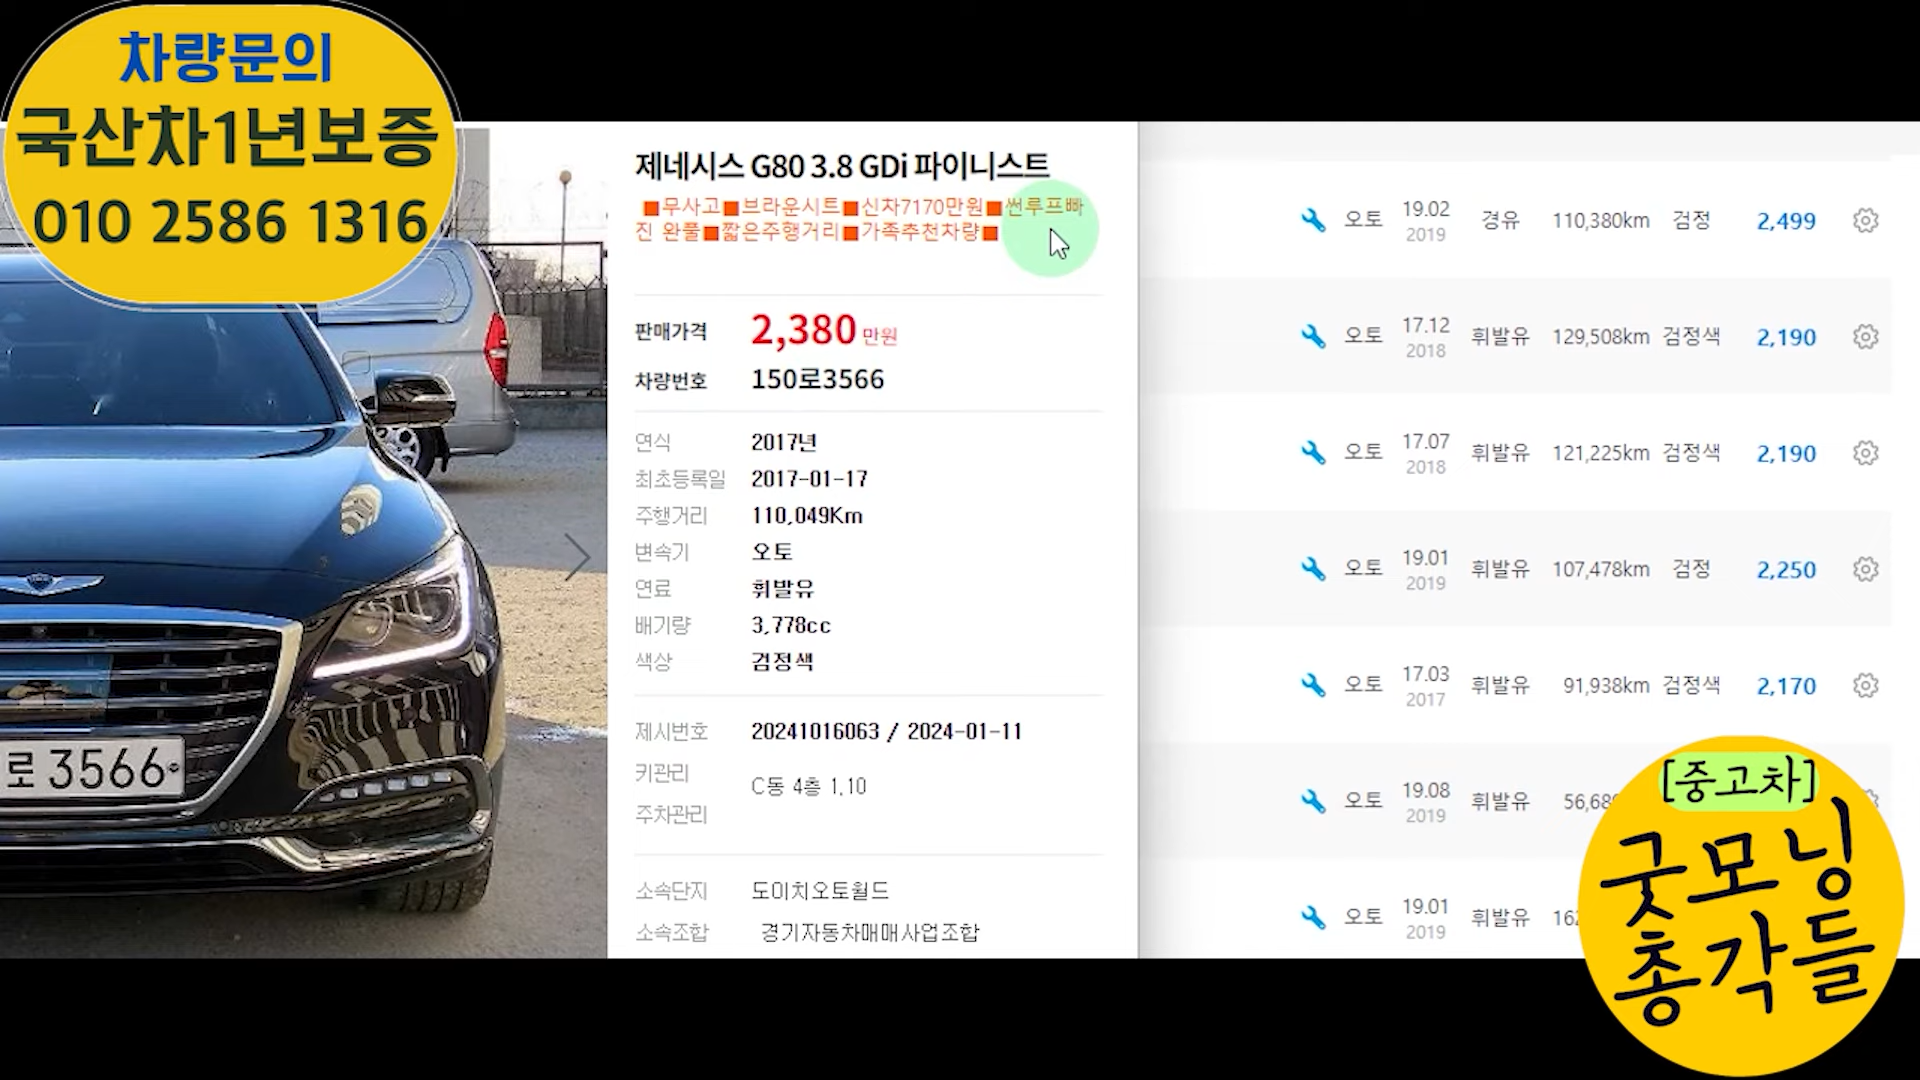 차량문의
국산차1년보증
010 2586 1316
로 3566
제네시스 G80 3.8 GDi 파이니스트
■무사고■브라운시트■신차7170만원■썬루프빠
진 완풀■짧은주행거리■가족추천차량■
판매가격 2,380 만원
차량번호 150로3566
연식 2017년
최초등록일 2017-01-17
주행거리 110,049Km
변속기 오토
연료 휘발유
배기량 3,778cc
색상 검정색
제시번호 20241016063 / 2024-01-11
키관리
C동 4층 1.10
주차관리
소속단지 도이치오토월드
소속조합 경기자동차매매사업조합
오토 19.02 2019 경유 110,380km 검정 2,499
오토 17.12 2018 휘발유 129,508km 검정색 2,190
오토 17.07 2018 휘발유 121,225km 검정색 2,190
오토 19.01 2019 휘발유 107,478km 검정 2,250
오토 17.03 2017 휘발유 91,938km 검정색 2,170
오토 19.08 2019 휘발유
오토 19.01 2019 휘발유
[중고차]
굿모닝
총각들